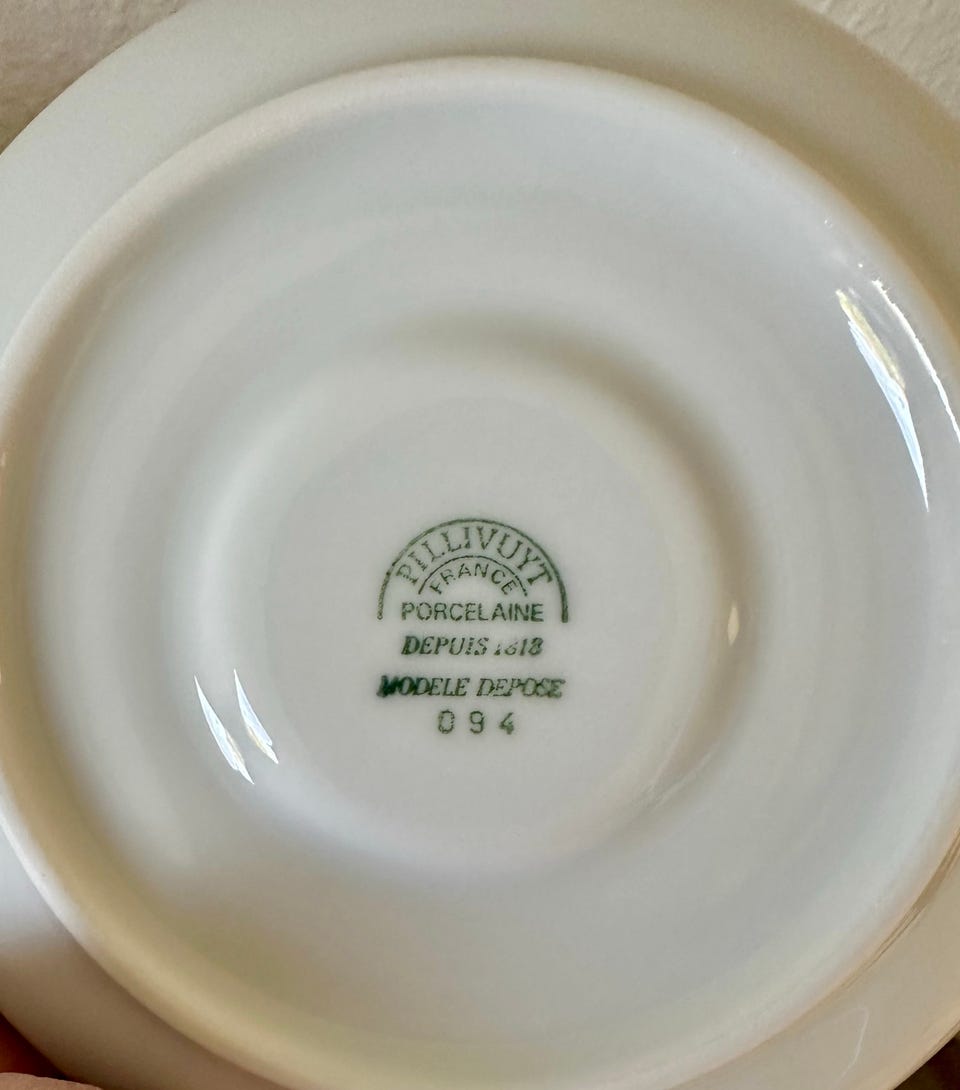 PILLIVUYT
FRANCE
PORCELAINE
DEPUIS 1818
MODELE DEPOSE
094